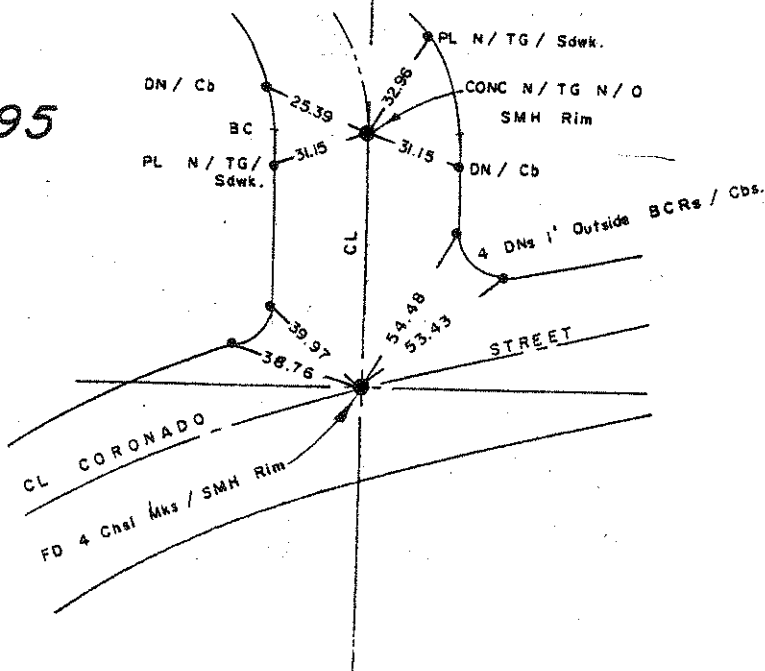 PL N/TG/Sdwk.
DN/Cb
CONC N/TG N/O
SMH Rim
95
25.39
32.96
BC
31.15
31.15
PL N/TG/
Sdwk.
DN/Cb
4 DNs 1' Outside BCRs/Cbs.
CL
39.97
38.76
54.48
53.43
STREET
CL CORONADO
FD 4 Chsl Mks/SMH Rim